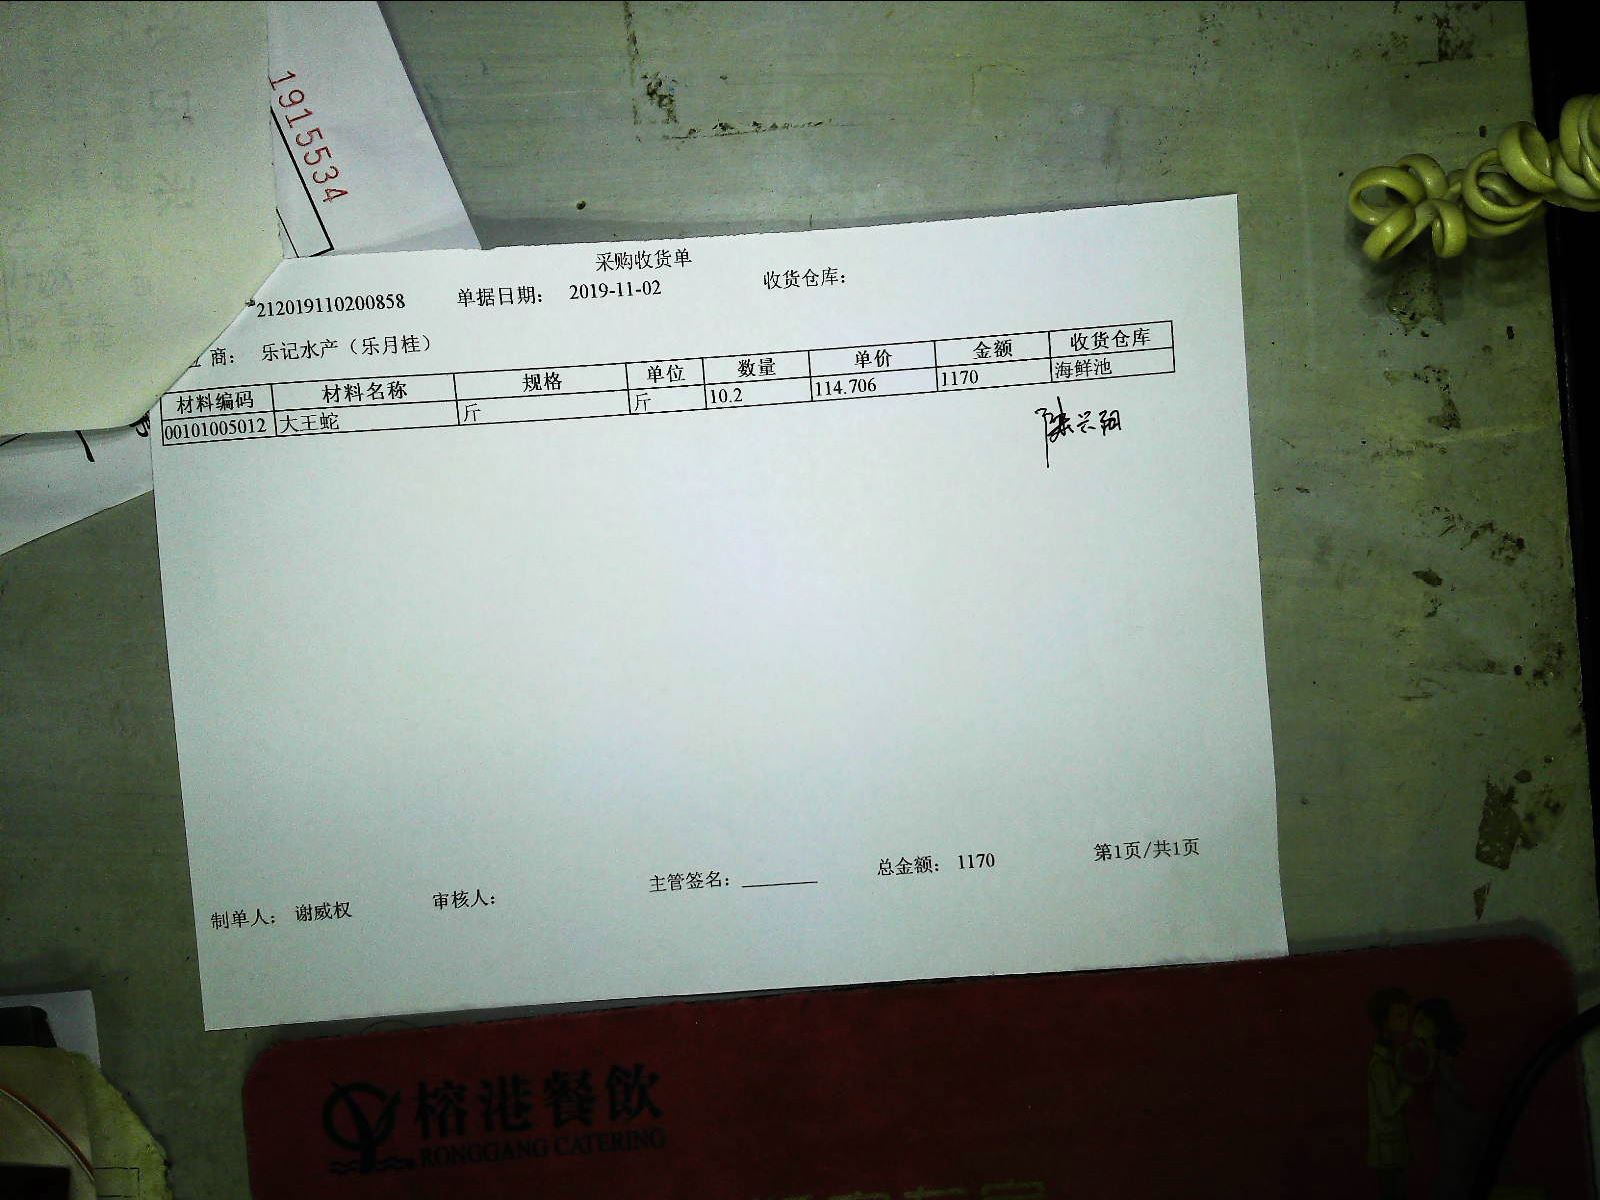 1915534
采购收货单
212019110200858 单据日期： 2019-11-02 收货仓库：
商： 乐记水产（乐月桂）
材料编码 材料名称 规格 单位 数量 单价 金额 收货仓库
00101005012 大王蛇 斤 斤 10.2 114.706 1170 海鲜池
制单人： 谢威权 审核人： 主管签名： 总金额： 1170 第1页/共1页
榕港餐飲
RONGGANG CATERING